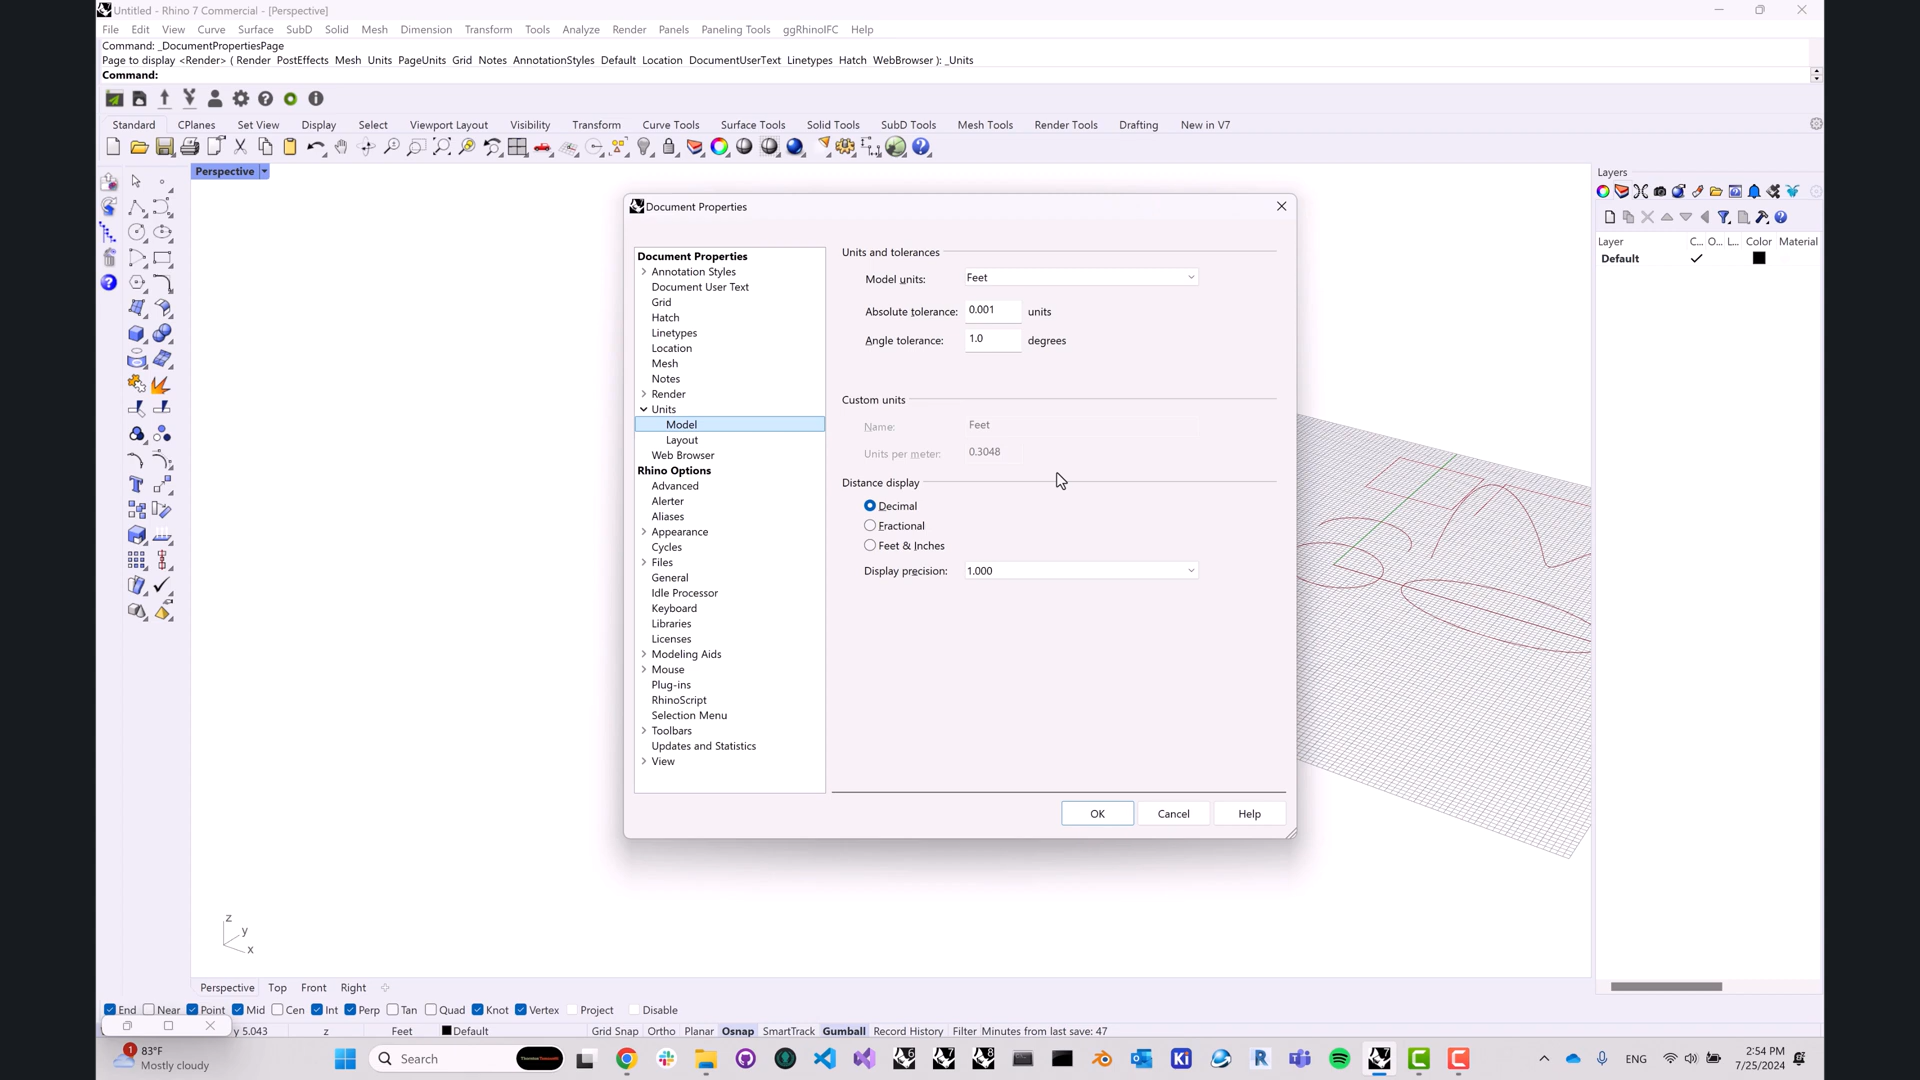 Untitled - Rhino 7 Commercial - [Perspective]
File Edit View Curve Surface SubD Solid Mesh Dimension Transform Tools Analyze Render Panels Paneling Tools ggRhinoIFC Help
Command: _DocumentPropertiesPage
Page to display <Render> ( Render PostEffects Mesh Units PageUnits Grid Notes AnnotationStyles Default Location DocumentUserText Linetypes Hatch WebBrowser ): _Units
Command:
Standard CPlanes Set View Display Select Viewport Layout Visibility Transform Curve Tools Surface Tools Solid Tools SubD Tools Mesh Tools Render Tools Drafting New in V7
Perspective
Layers
Layer C... O... L... Color Material
Default
Document Properties
Document Properties
Annotation Styles
Document User Text
Grid
Hatch
Linetypes
Location
Mesh
Notes
Render
Units
Model
Layout
Web Browser
Rhino Options
Advanced
Alerter
Aliases
Appearance
Cycles
Files
General
Idle Processor
Keyboard
Libraries
Licenses
Modeling Aids
Mouse
Plug-ins
RhinoScript
Selection Menu
Toolbars
Updates and Statistics
View
Units and tolerances
Model units: Feet
Absolute tolerance: 0.001 units
Angle tolerance: 1.0 degrees
Custom units
Name: Feet
Units per meter: 0.3048
Distance display
Decimal
Fractional
Feet & Inches
Display precision: 1.000
OK Cancel Help
z
y
x
Perspective Top Front Right
End Near Point Mid Cen Int Perp Tan Quad Knot Vertex Project Disable
y 5.043 z Feet Default Grid Snap Ortho Planar Osnap SmartTrack Gumball Record History Filter Minutes from last save: 47
1
83°F
Mostly cloudy
Search
6 7 8
Ki
R
ENG
2:54 PM
7/25/2024